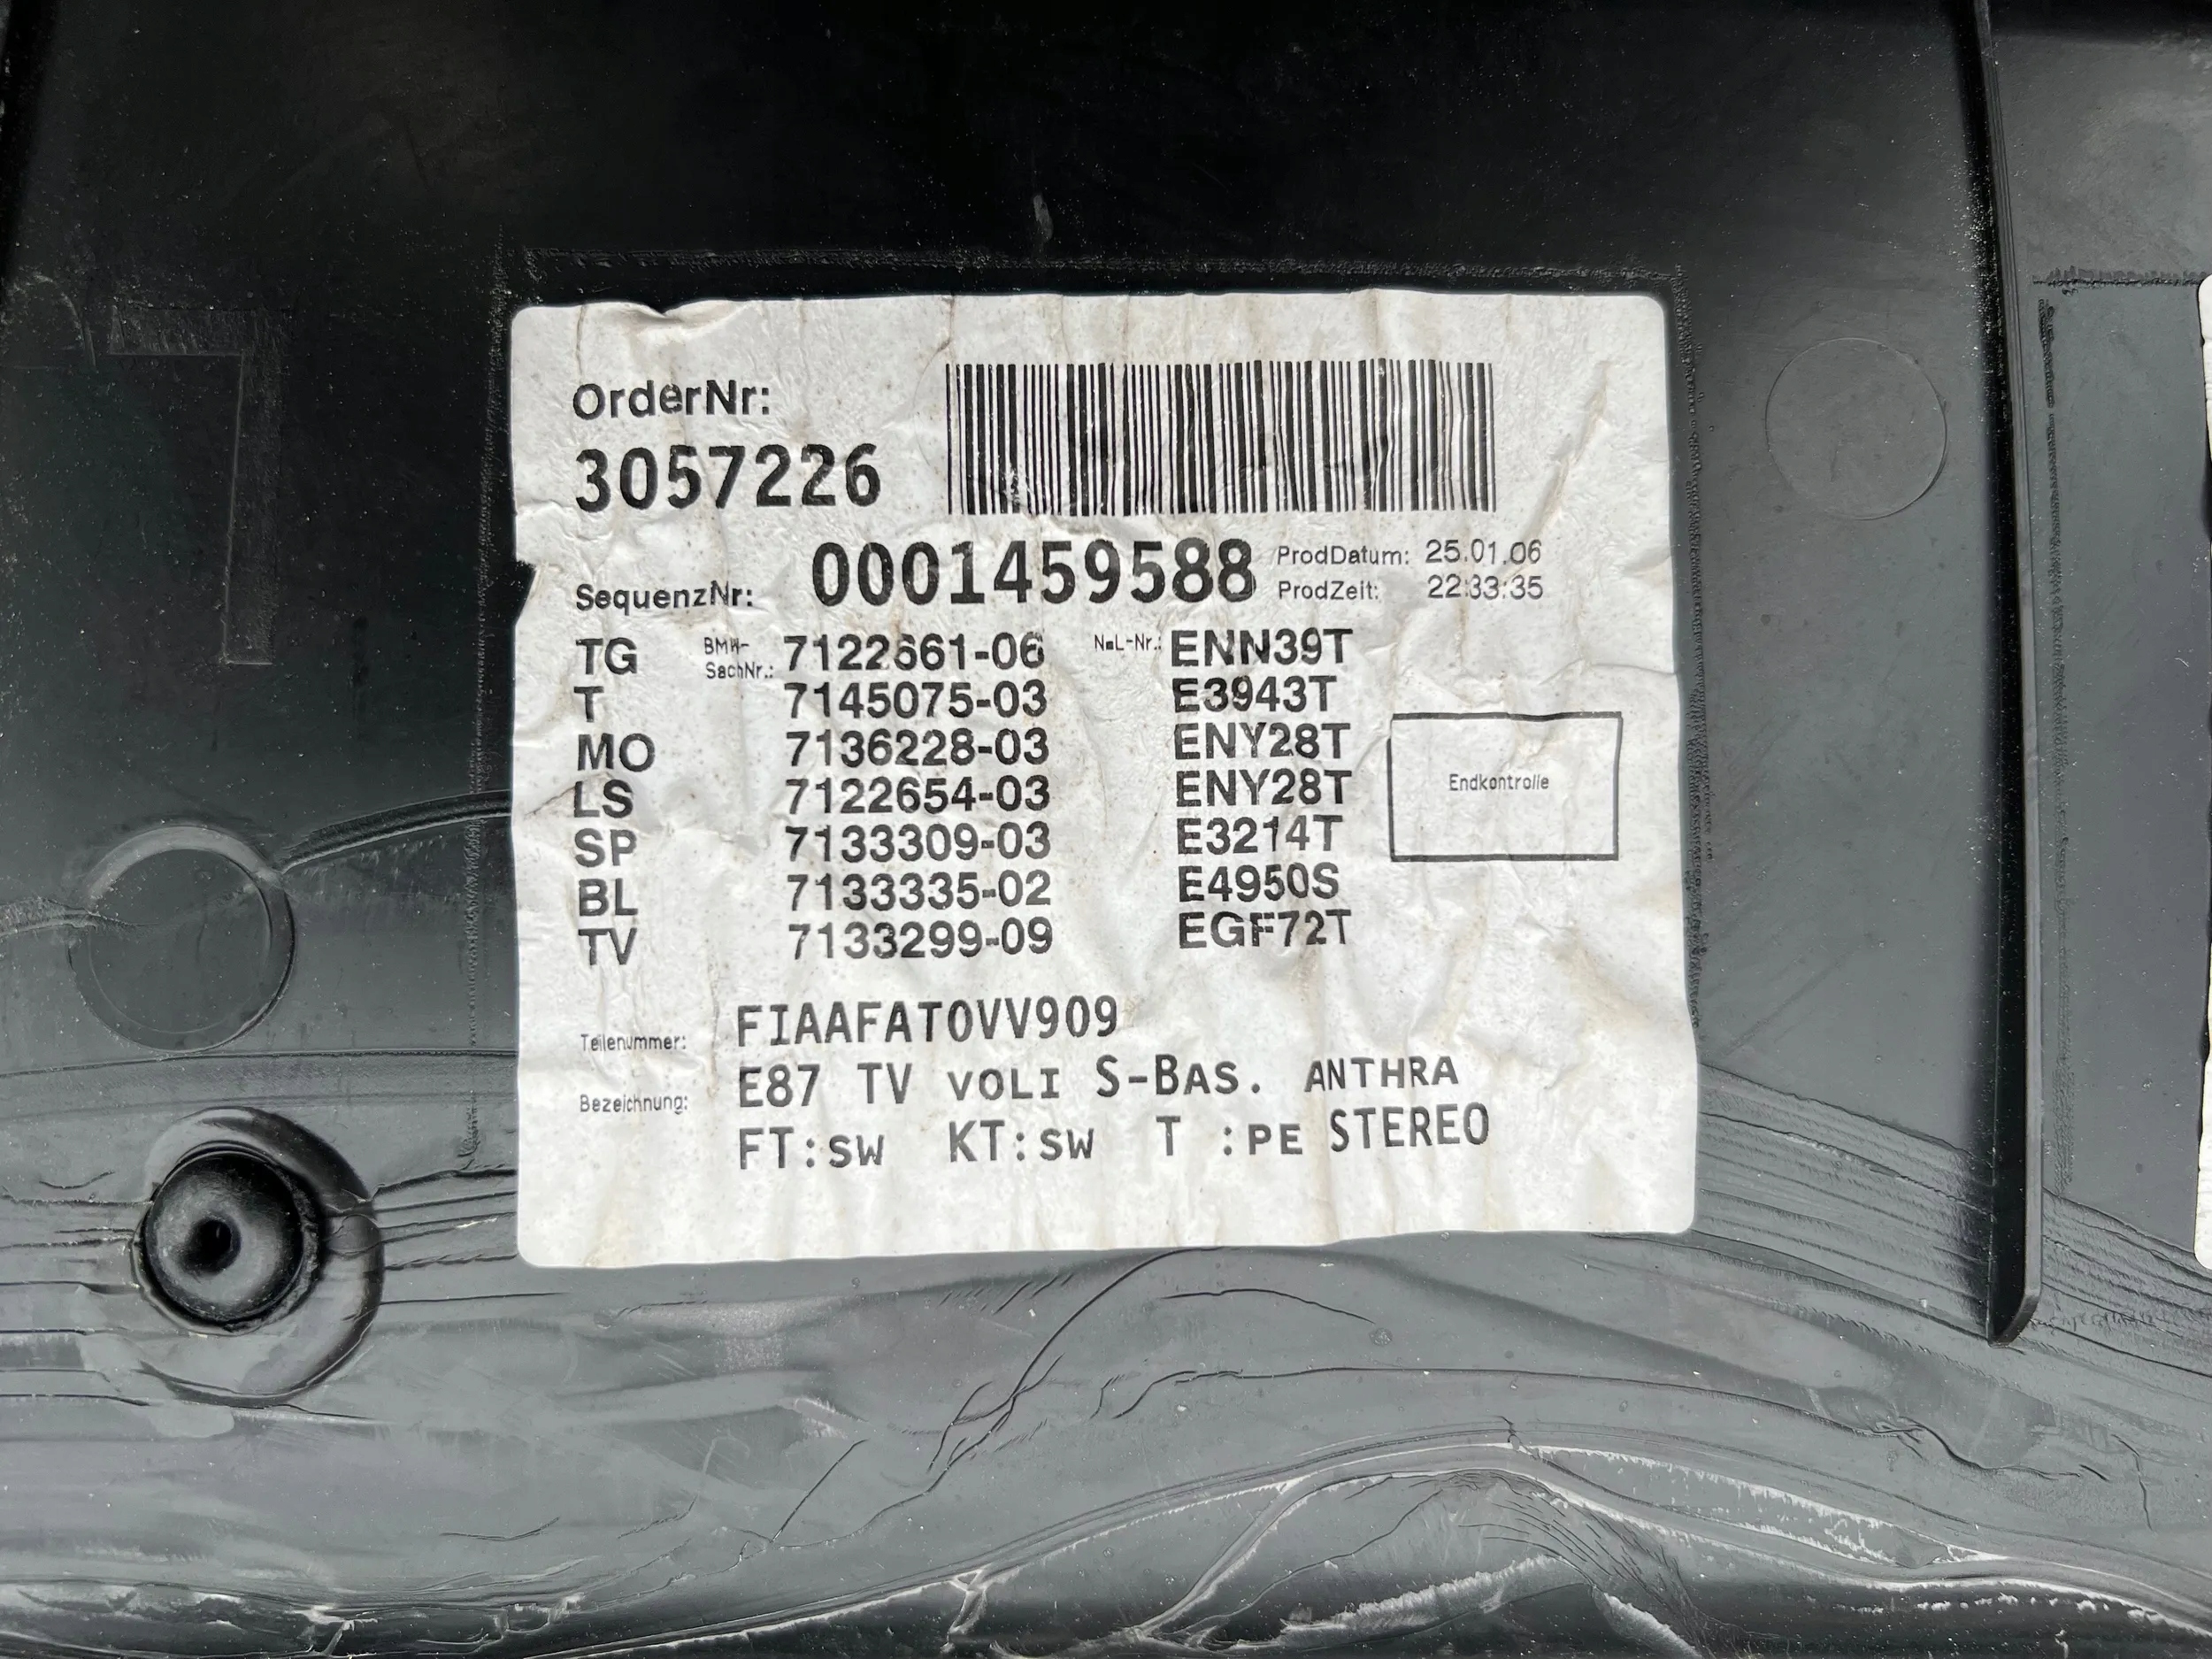 OrderNr:
3057226
SequenzNr: 0001459588 ProdDatum: 25.01.06
ProdZeit: 22:33:35
TG BMW-SachNr.: 7122661-06 NaL-Nr.: ENN39T
T 7145075-03 E3943T
MO 7136228-03 ENY28T
LS 7122654-03 ENY28T
SP 7133309-03 E3214T
BL 7133335-02 E4950S
TV 7133299-09 EGF72T
Endkontrolle
Teilenummer: FIAAFAT0VV909
Bezeichnung: E87 TV VOLI S-BAS. ANTHRA
FT:SW KT:SW T :PE STEREO